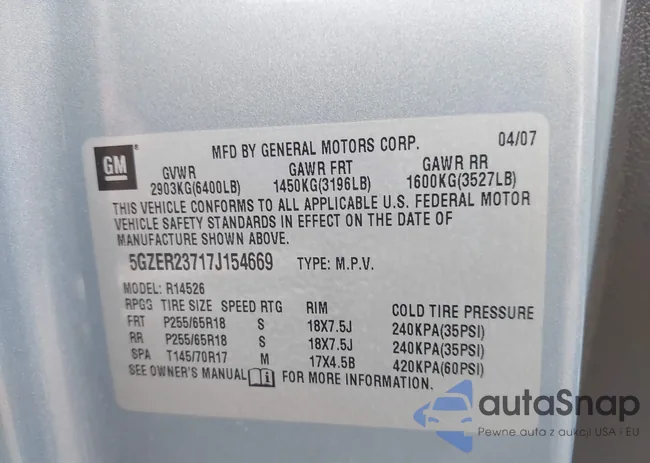 GM
MFD BY GENERAL MOTORS CORP. 04/07
GVWR GAWR FRT GAWR RR
2903KG(6400LB) 1450KG(3196LB) 1600KG(3527LB)
THIS VEHICLE CONFORMS TO ALL APPLICABLE U.S. FEDERAL MOTOR
VEHICLE SAFETY STANDARDS IN EFFECT ON THE DATE OF
MANUFACTURE SHOWN ABOVE.
5GZER23717J154669 TYPE: M.P.V.
MODEL: R14526
RPGG TIRE SIZE SPEED RTG RIM COLD TIRE PRESSURE
FRT P255/65R18 S 18X7.5J 240KPA(35PSI)
RR P255/65R18 S 18X7.5J 240KPA(35PSI)
SPA T145/70R17 M 17X4.5B 420KPA(60PSI)
SEE OWNER'S MANUAL FOR MORE INFORMATION.
autaSnap
Pewne auta z aukcji USA i EU